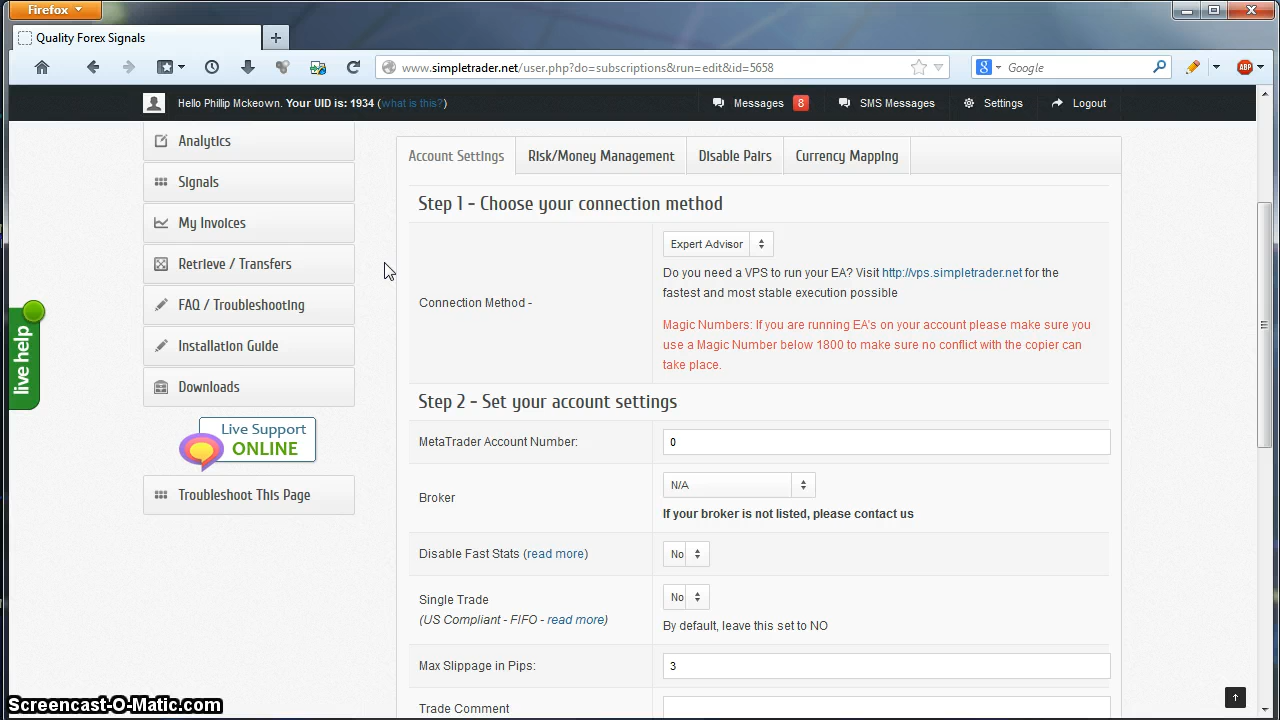 Firefox
Quality Forex Signals
www.simpletrader.net/user.php?do=subscriptions&run=edit&id=5658
Google
ABP
Hello Phillip Mckeown. Your UID is: 1934 (what is this?)
Messages 8
SMS Messages
Settings
Logout
Analytics
Signals
My Invoices
Retrieve / Transfers
FAQ / Troubleshooting
Installation Guide
Downloads
Live Support
ONLINE
Troubleshoot This Page
live help
Account Settings
Risk/Money Management
Disable Pairs
Currency Mapping
Step 1 - Choose your connection method
Connection Method -
Expert Advisor
Do you need a VPS to run your EA? Visit http://vps.simpletrader.net for the
fastest and most stable execution possible
Magic Numbers: If you are running EA's on your account please make sure you
use a Magic Number below 1800 to make sure no conflict with the copier can
take place.
Step 2 - Set your account settings
MetaTrader Account Number:
0
Broker
N/A
If your broker is not listed, please contact us
Disable Fast Stats (read more)
No
Single Trade
(US Compliant - FIFO - read more)
No
By default, leave this set to NO
Max Slippage in Pips:
3
Trade Comment
Screencast-O-Matic.com